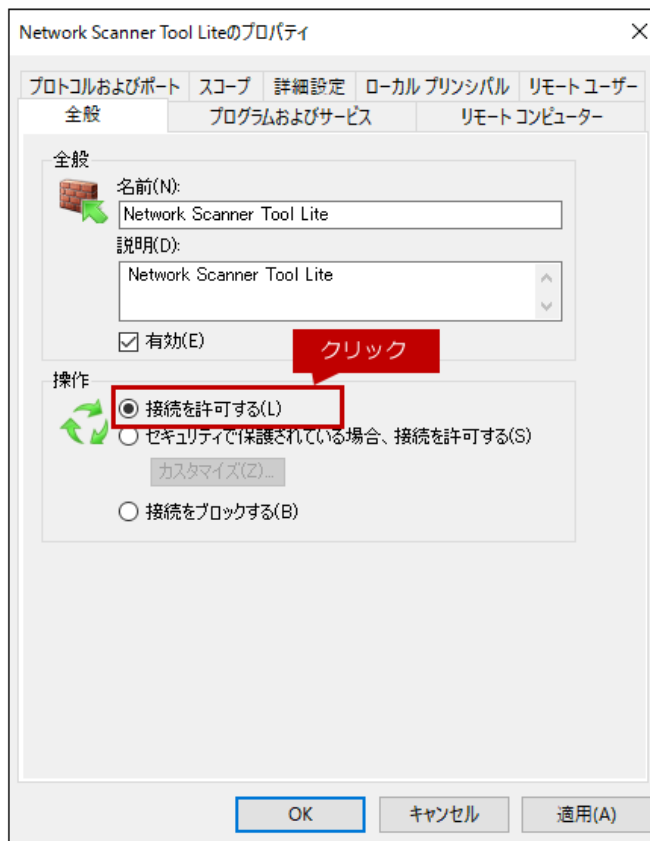 Network Scanner Tool Liteのプロパティ
プロトコルおよびポート スコープ 詳細設定 ローカル プリンシパル リモート ユーザー
全般 プログラムおよびサービス リモート コンピューター
全般
名前(N):
Network Scanner Tool Lite
説明(D):
Network Scanner Tool Lite
有効(E)
クリック
操作
接続を許可する(L)
セキュリティで保護されている場合、接続を許可する(S)
カスタマイズ(Z)...
接続をブロックする(B)
OK キャンセル 適用(A)